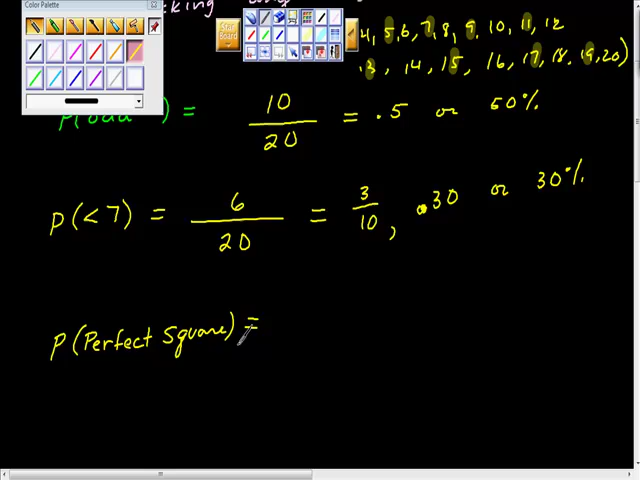 Color Palette
Star Board
4, 5, 6, 7, 8, 9, 10, 11, 12
13, 14, 15, 16, 17, 18, 19, 20)
P(odd) = 10/20 = .5 or 50%
P(<7) = 6/20 = 3/10, .30 or 30%
P(Perfect Square) =